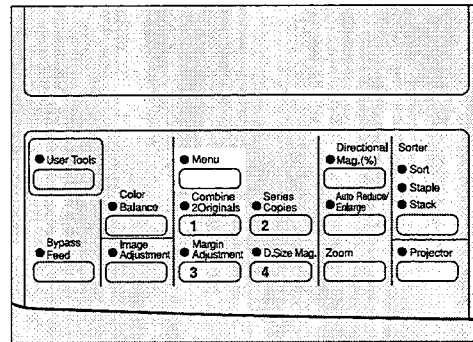 User Tools
Menu
Directional
Mag.(%)
Sorter
Sort
Staple
Stack
Color
Balance
Combine
2Originals
1
Series
Copies
2
Auto Reduce/
Enlarge
Bypass
Feed
Image
Adjustment
Margin
Adjustment
3
D.Size Mag.
4
Zoom
Projector